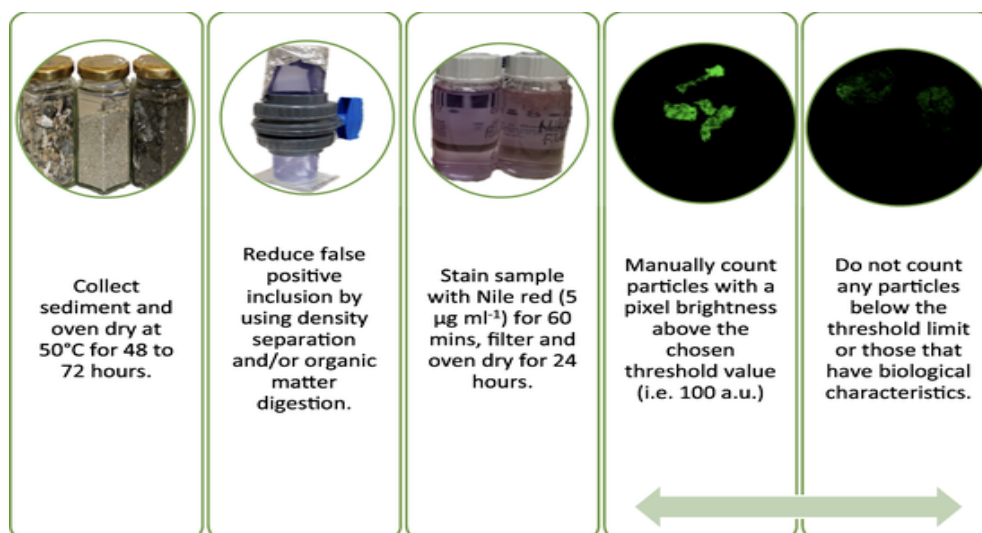 Collect
sediment and
oven dry at
50°C for 48 to
72 hours.
Reduce false
positive
inclusion by
using density
separation
and/or organic
matter
digestion.
Stain sample
with Nile red (5
µg ml⁻¹) for 60
mins, filter and
oven dry for 24
hours.
Manually count
particles with a
pixel brightness
above the
chosen
threshold value
(i.e. 100 a.u.)
Do not count
any particles
below the
threshold limit
or those that
have biological
characteristics.